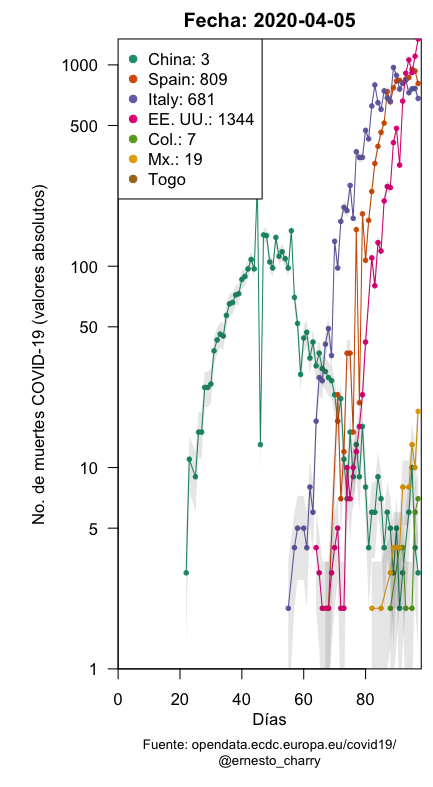 Fecha: 2020-04-05
China: 3
Spain: 809
Italy: 681
EE. UU.: 1344
Col.: 7
Mx.: 19
Togo
No. de muertes COVID-19 (valores absolutos)
1000
500
100
50
10
5
1
0 20 40 60 80
Días
Fuente: opendata.ecdc.europa.eu/covid19/
@ernesto_charry